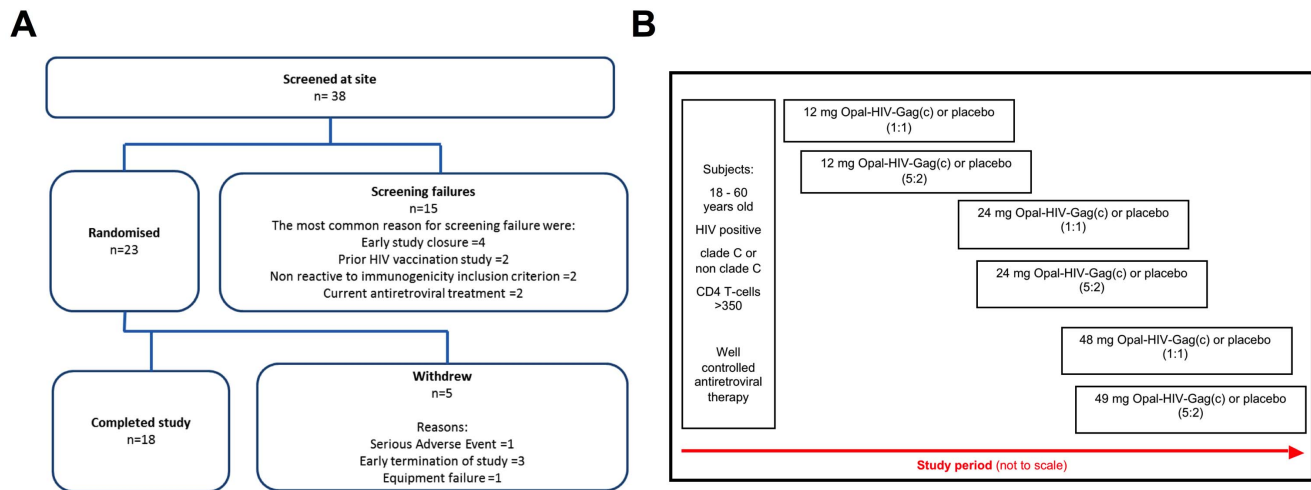 A
Screened at site
n= 38
Randomised
n=23
Screening failures
n=15
The most common reason for screening failure were:
Early study closure =4
Prior HIV vaccination study =2
Non reactive to immunogenicity inclusion criterion =2
Current antiretroviral treatment =2
Completed study
n=18
Withdrew
n=5
Reasons:
Serious Adverse Event =1
Early termination of study =3
Equipment failure =1
B
Subjects:
18 - 60
years old
HIV positive
clade C or
non clade C
CD4 T-cells
>350
Well
controlled
antiretroviral
therapy
12 mg Opal-HIV-Gag(c) or placebo
(1:1)
12 mg Opal-HIV-Gag(c) or placebo
(5:2)
24 mg Opal-HIV-Gag(c) or placebo
(1:1)
24 mg Opal-HIV-Gag(c) or placebo
(5:2)
48 mg Opal-HIV-Gag(c) or placebo
(1:1)
49 mg Opal-HIV-Gag(c) or placebo
(5:2)
Study period (not to scale)